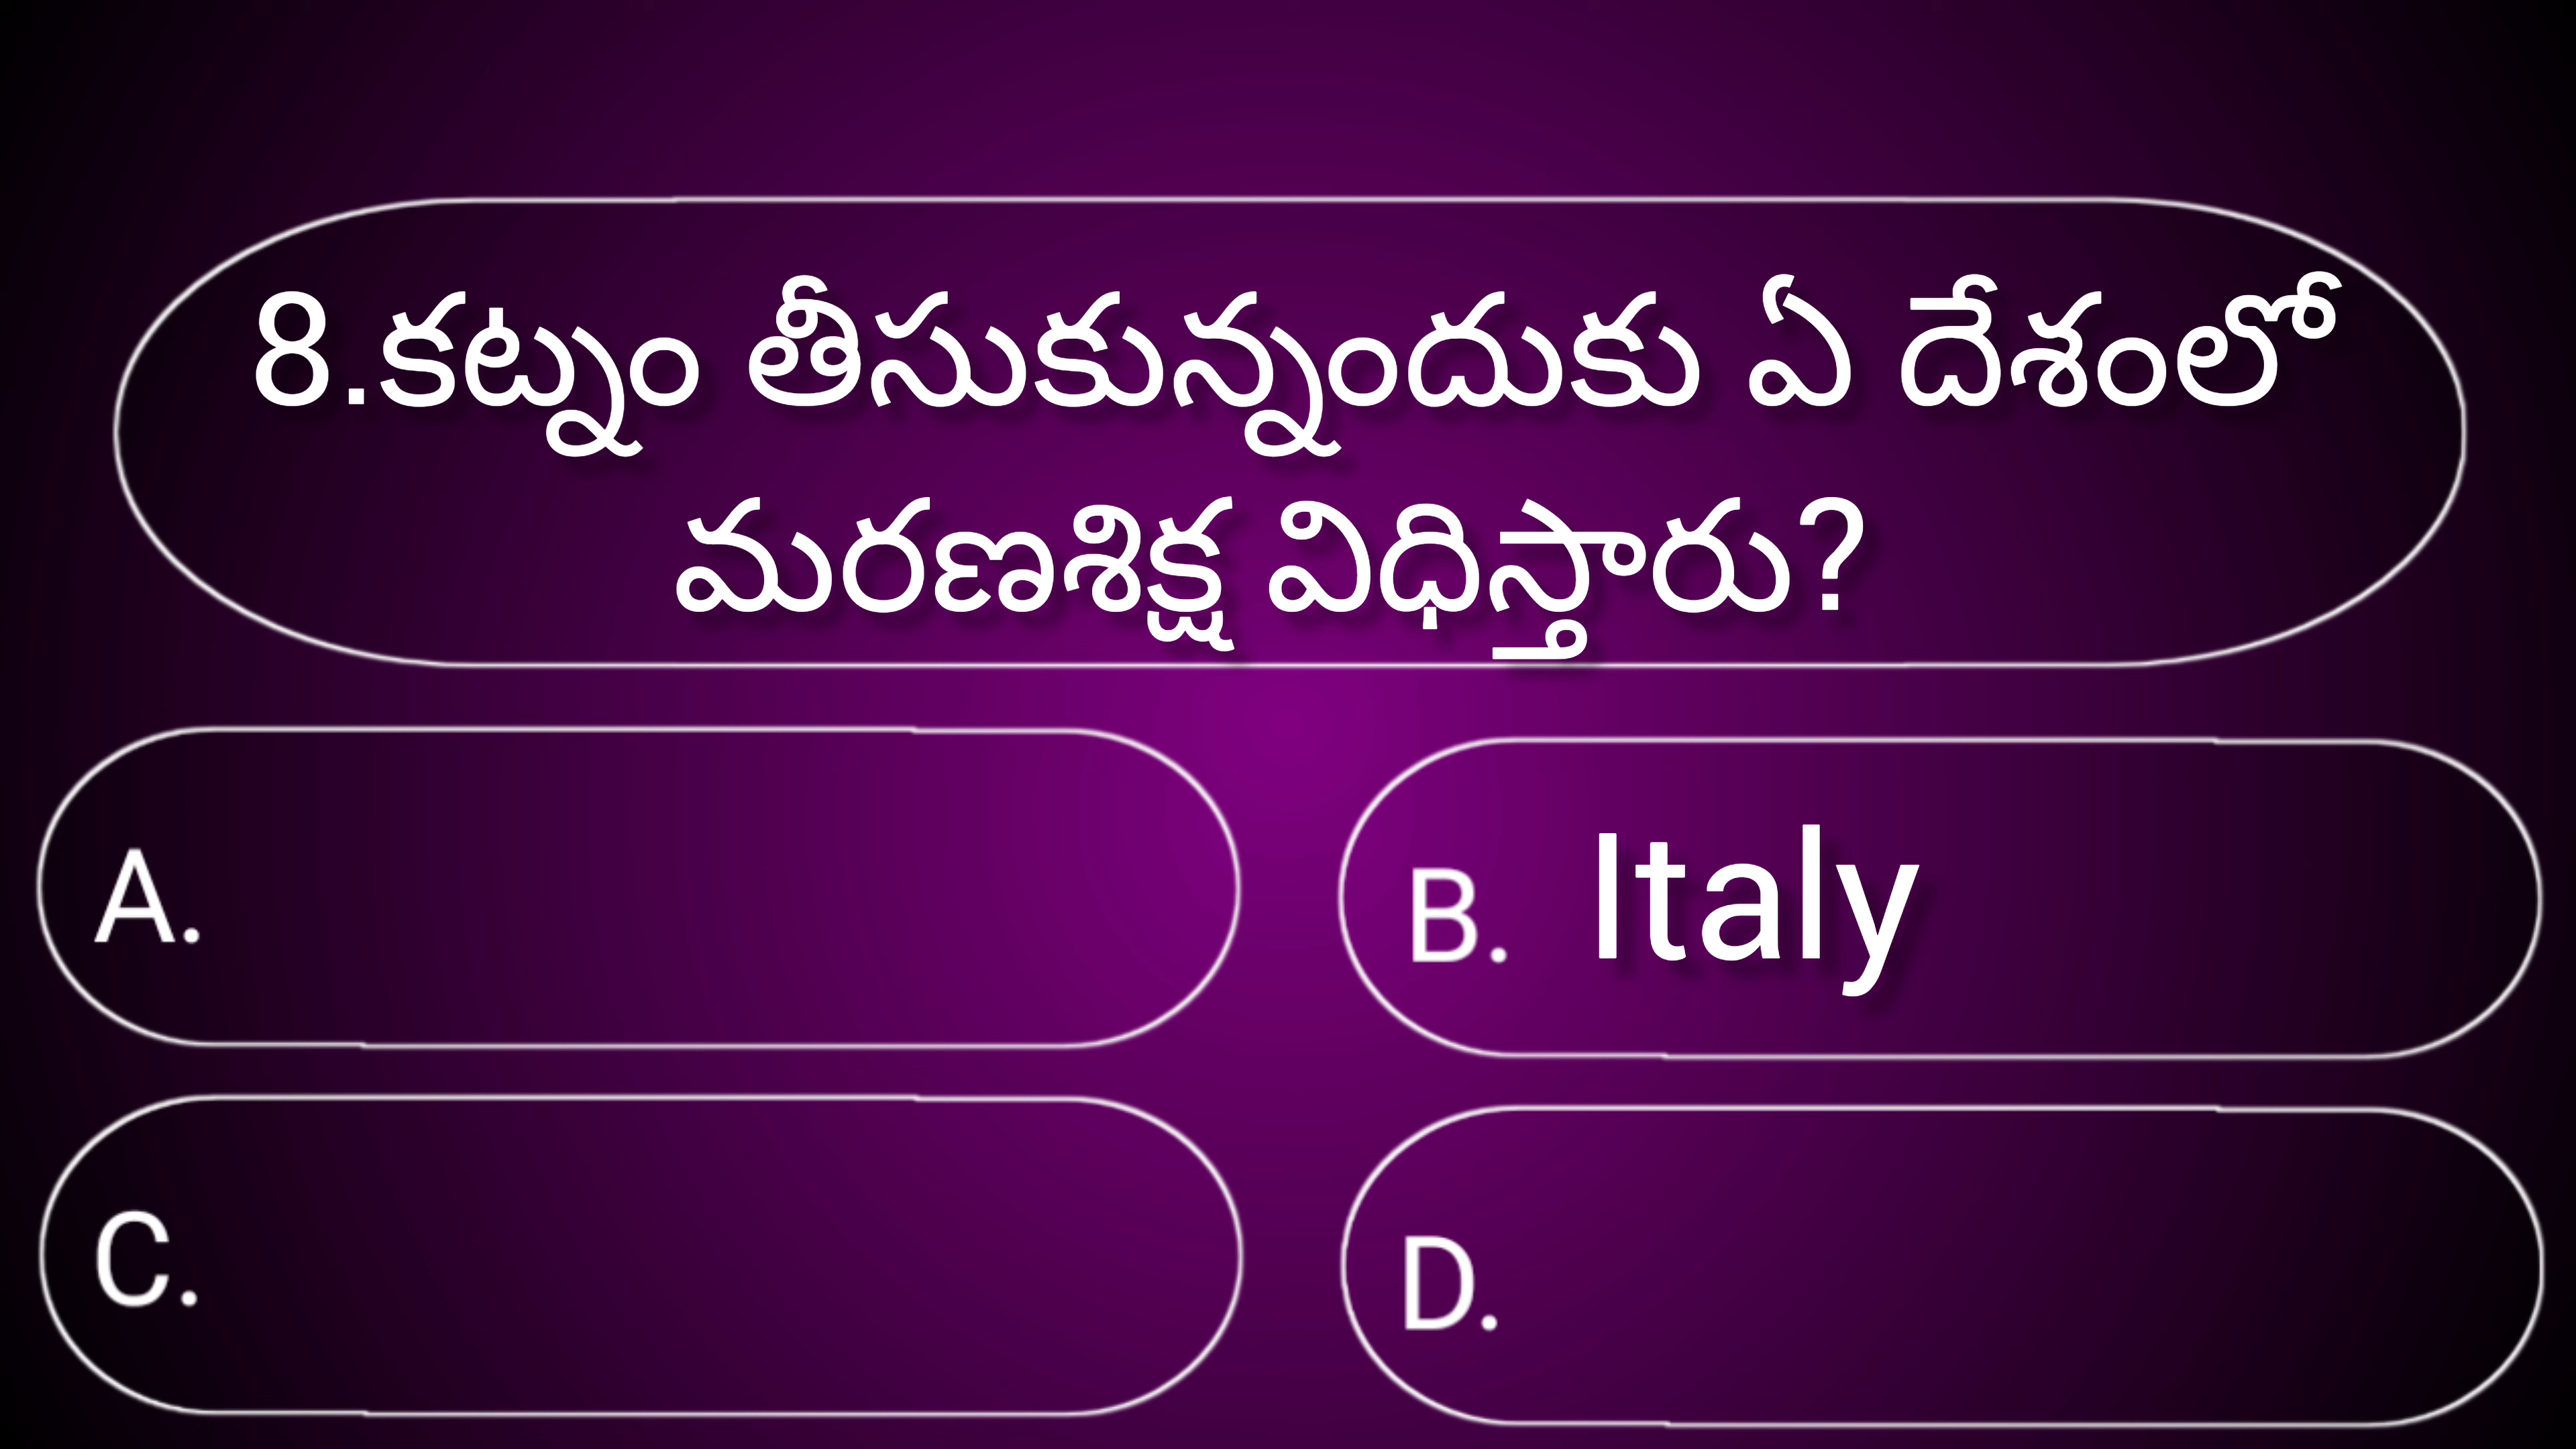 8.కట్నం తీసుకున్నందుకు ఏ దేశంలో
మరణశిక్ష విధిస్తారు?
A.
B. Italy
C.
D.